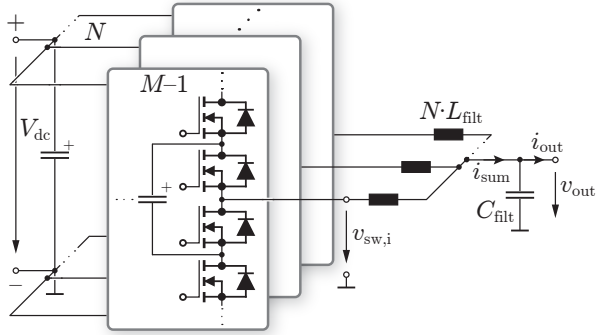 +
N
M–1
V_dc
+
+
N·L_filt
i_out
i_sum
v_out
C_filt
v_sw,i
–